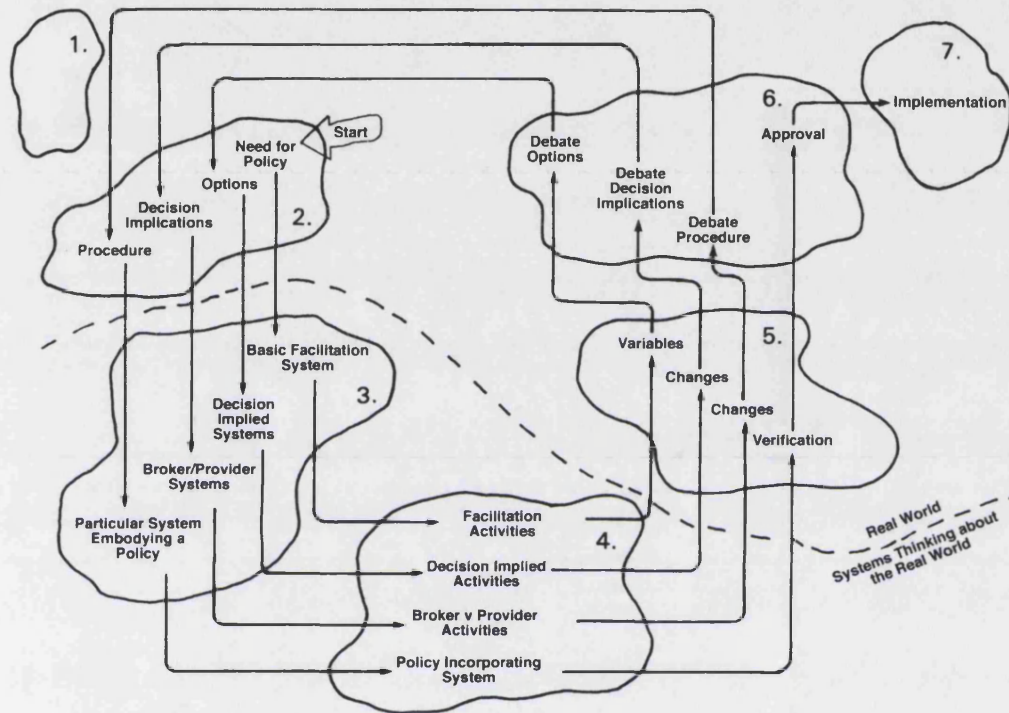 1.
7.
6.
Implementation
Start
Approval
Need for
Policy
Debate
Options
Options
Debate
Decision
Implications
Decision
Implications
2.
Debate
Procedure
Procedure
Basic Facilitation
System
Variables
5.
3.
Changes
Decision
Implied
Systems
Changes
Verification
Broker/Provider
Systems
Particular System
Embodying a
Policy
Facilitation
Activities
4.
Real World
Systems Thinking about
the Real World
Decision Implied
Activities
Broker v Provider
Activities
Policy Incorporating
System